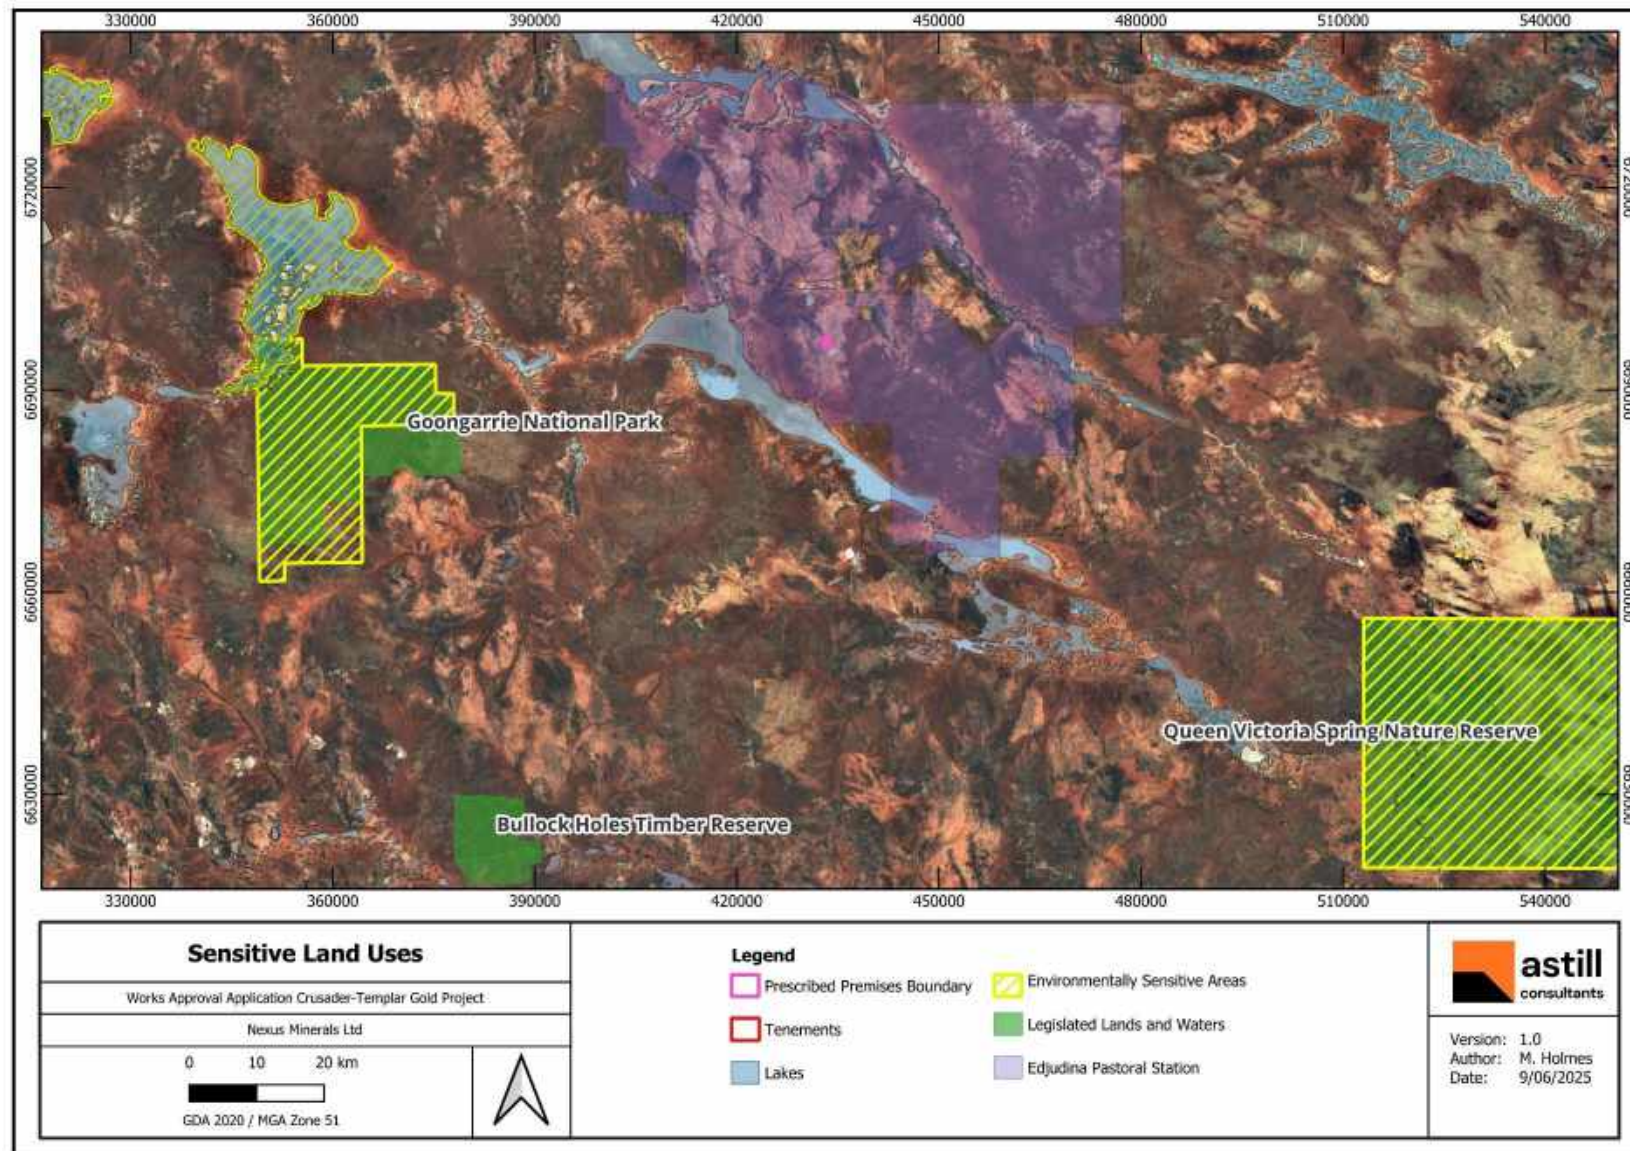 330000 360000 390000 420000 450000 480000 510000 540000
6720000 6720000
6690000 6690000
Goongarrie National Park
6660000 6660000
Queen Victoria Spring Nature Reserve
6630000 6630000
Bullock Holes Timber Reserve
330000 360000 390000 420000 450000 480000 510000 540000
Sensitive Land Uses
Works Approval Application Crusader-Templar Gold Project
Nexus Minerals Ltd
0 10 20 km
GDA 2020 / MGA Zone 51
Legend
Prescribed Premises Boundary
Tenements
Lakes
Environmentally Sensitive Areas
Legislated Lands and Waters
Edjudina Pastoral Station
astill
consultants
Version: 1.0
Author: M. Holmes
Date: 9/06/2025